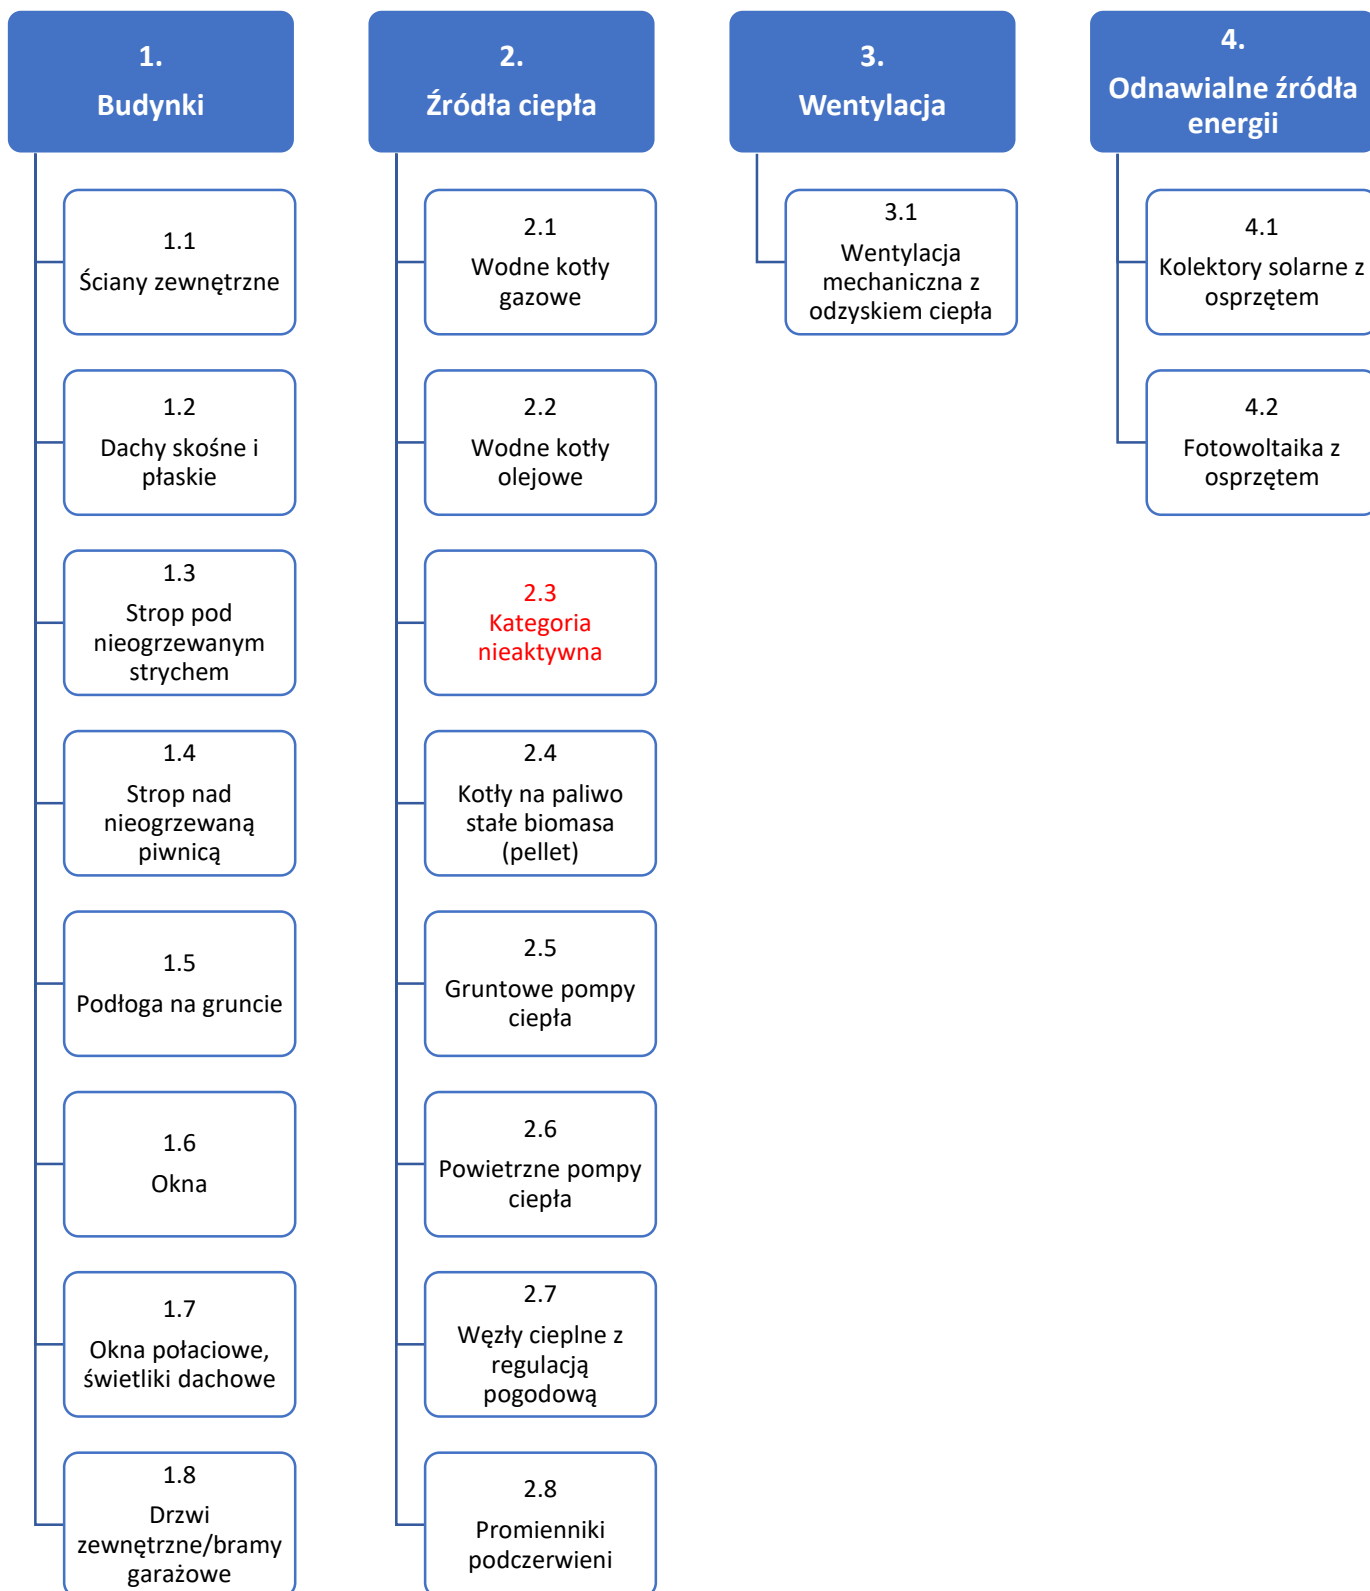 1.
Budynki
1.1
Ściany zewnętrzne
1.2
Dachy skośne i
płaskie
1.3
Strop pod
nieogrzewanym
strychem
1.4
Strop nad
nieogrzewaną
piwnicą
1.5
Podłoga na gruncie
1.6
Okna
1.7
Okna połaciowe,
świetliki dachowe
1.8
Drzwi
zewnętrzne/bramy
garażowe
2.
Źródła ciepła
2.1
Wodne kotły
gazowe
2.2
Wodne kotły
olejowe
2.3
Kategoria
nieaktywna
2.4
Kotły na paliwo
stałe biomasa
(pellet)
2.5
Gruntowe pompy
ciepła
2.6
Powietrzne pompy
ciepła
2.7
Węzły cieplne z
regulacją
pogodową
2.8
Promienniki
podczerwieni
3.
Wentylacja
3.1
Wentylacja
mechaniczna z
odzyskiem ciepła
4.
Odnawialne źródła
energii
4.1
Kolektory solarne z
osprzętem
4.2
Fotowoltaika z
osprzętem